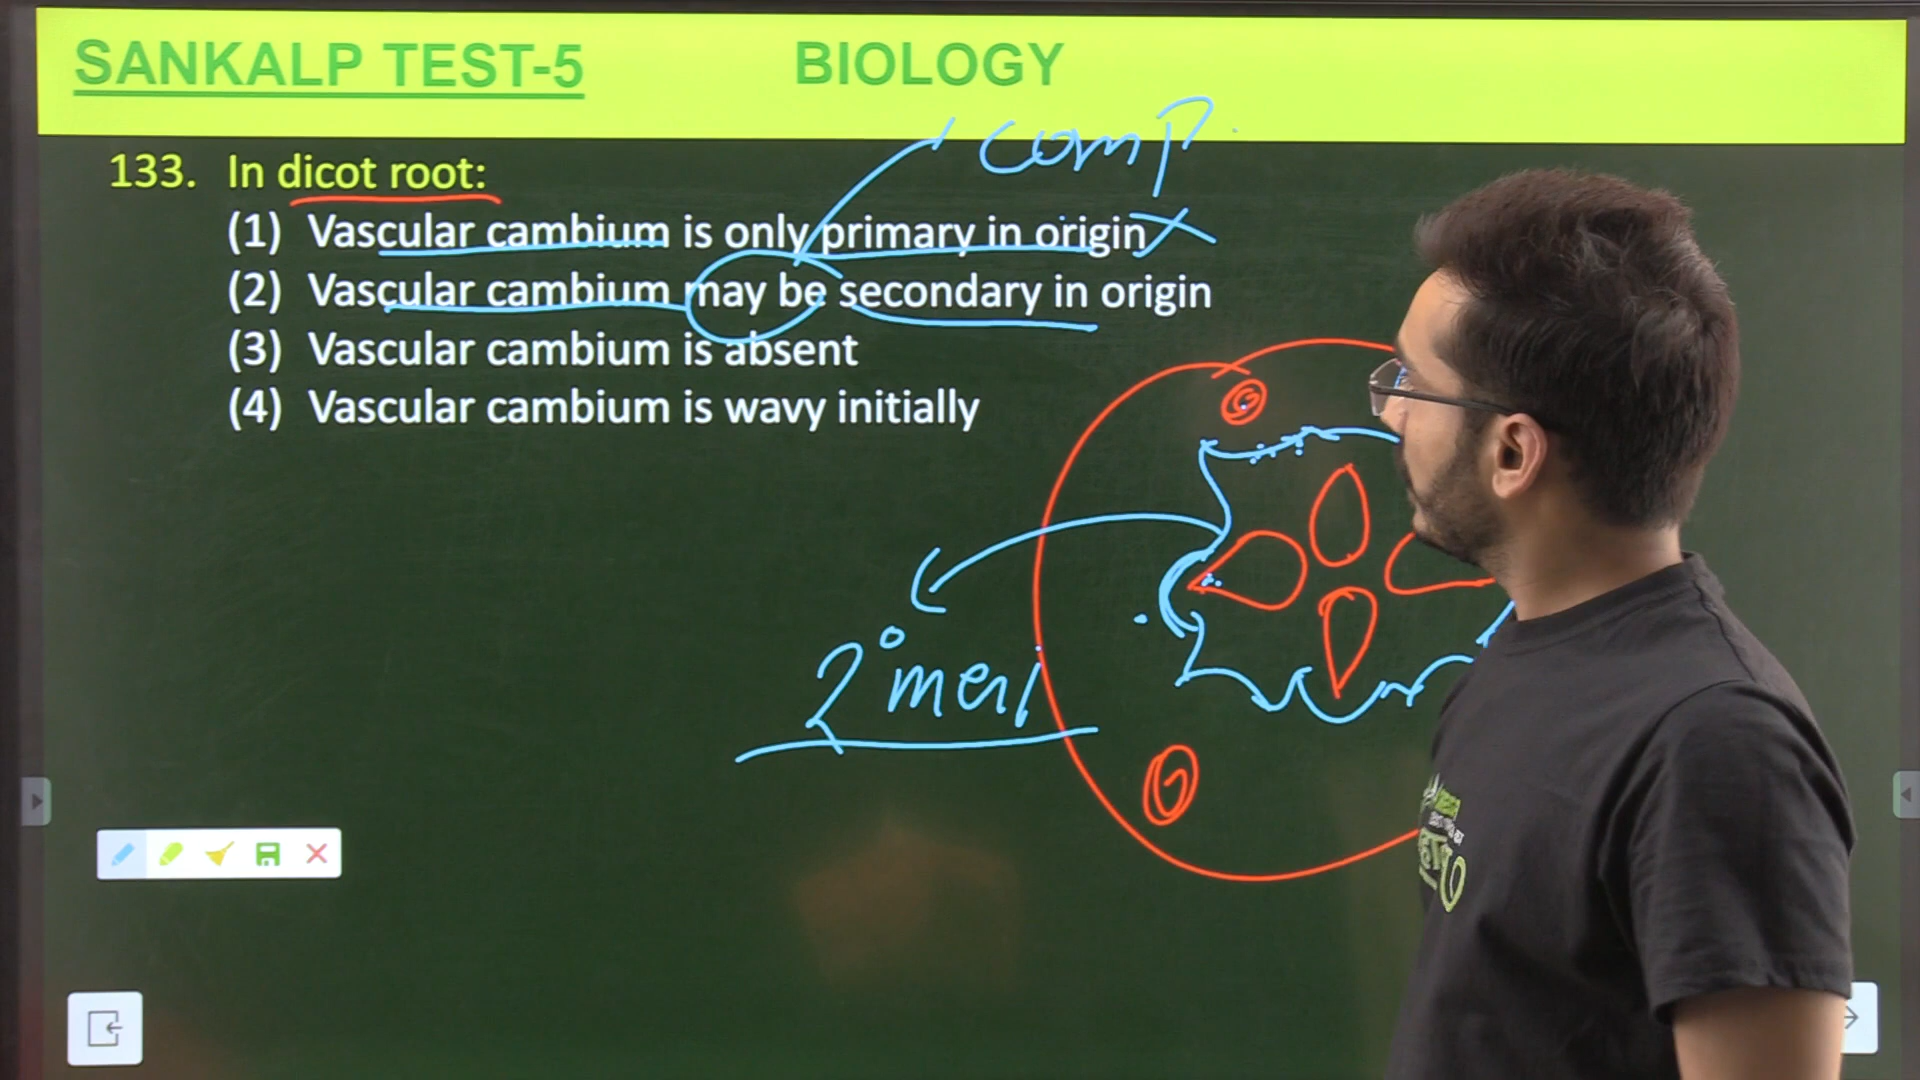 SANKALP TEST-5 BIOLOGY
comp.
133. In dicot root:
(1) Vascular cambium is only primary in origin
(2) Vascular cambium may be secondary in origin
(3) Vascular cambium is absent
(4) Vascular cambium is wavy initially
2° meri